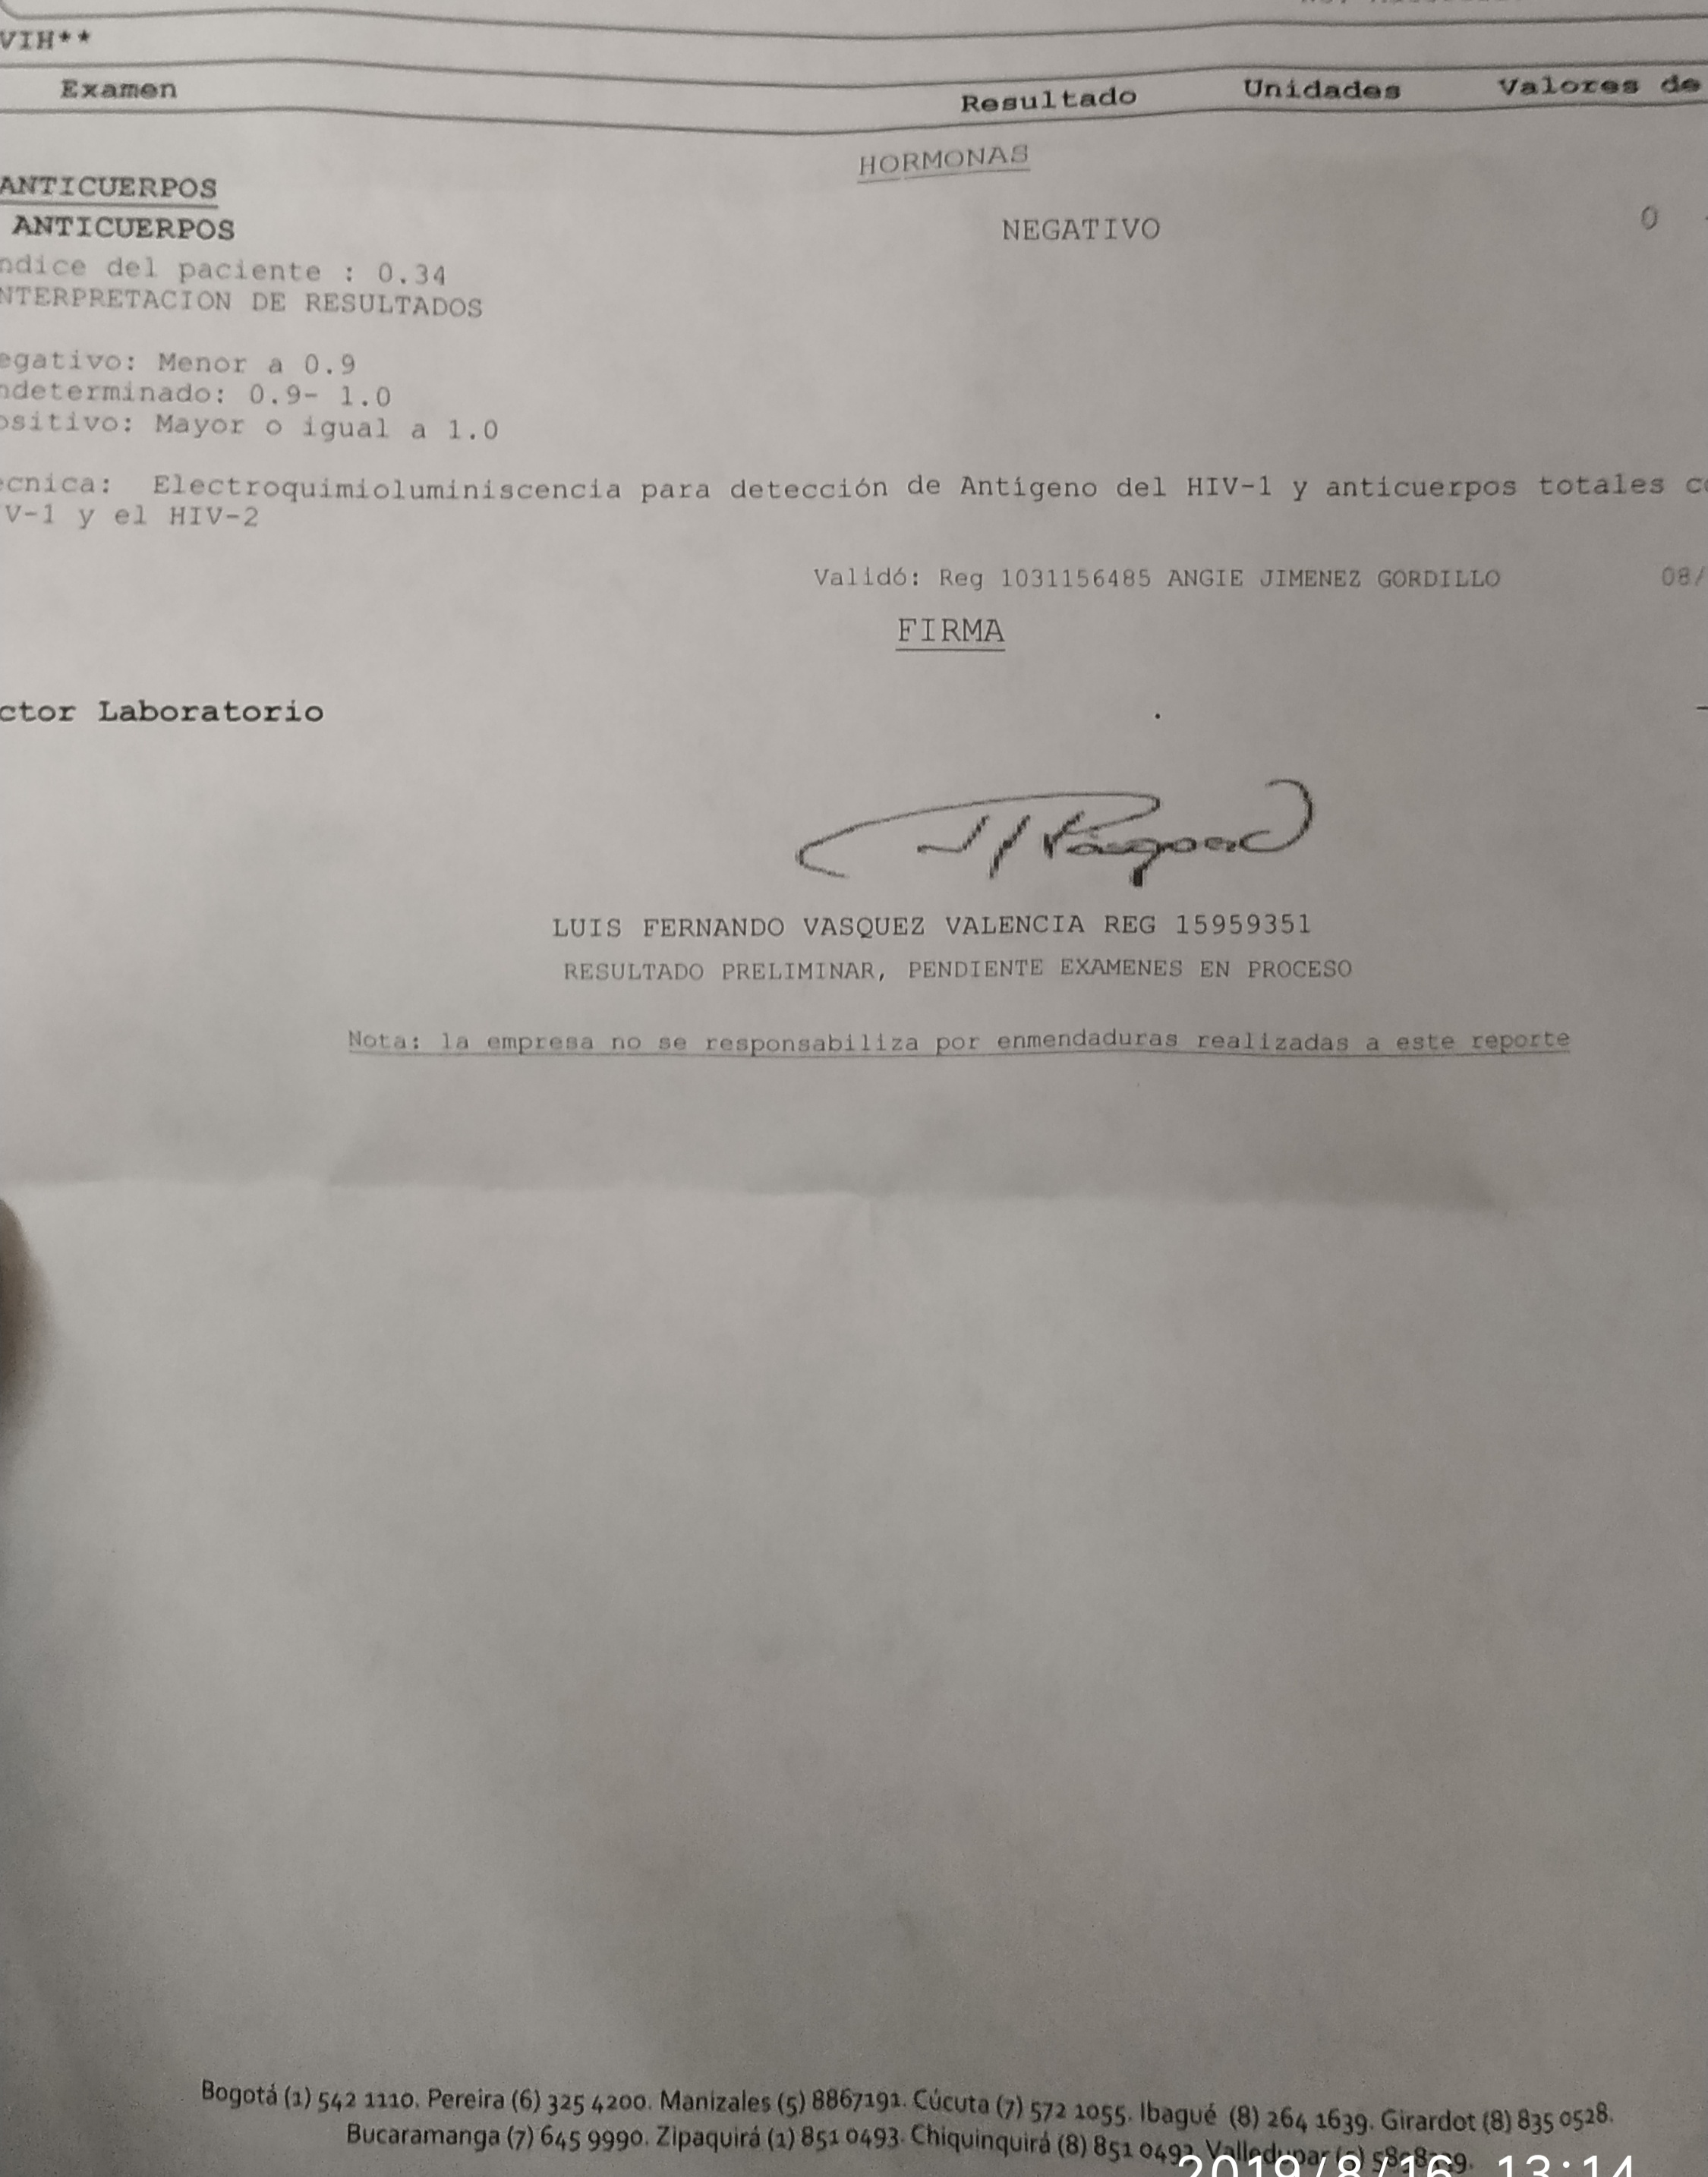 VIH**
Examen Resultado Unidades Valores de
HORMONAS
ANTICUERPOS
ANTICUERPOS NEGATIVO 0
ndice del paciente : 0.34
NTERPRETACION DE RESULTADOS
egativo: Menor a 0.9
ndeterminado: 0.9- 1.0
ositivo: Mayor o igual a 1.0
ecnica: Electroquimioluminiscencia para detección de Antígeno del HIV-1 y anticuerpos totales co
V-1 y el HIV-2
Validó: Reg 1031156485 ANGIE JIMENEZ GORDILLO 08/
FIRMA
ctor Laboratorio
LUIS FERNANDO VASQUEZ VALENCIA REG 15959351
RESULTADO PRELIMINAR, PENDIENTE EXAMENES EN PROCESO
Nota: la empresa no se responsabiliza por enmendaduras realizadas a este reporte
Bogotá (1) 542 1110. Pereira (6) 325 4200. Manizales (5) 8867191. Cúcuta (7) 572 1055. Ibagué (8) 264 1639. Girardot (8) 835 0528.
Bucaramanga (7) 645 9990. Zipaquirá (1) 851 0493. Chiquinquirá (8) 851 0493. Valledupar
2019/8/16 13:14